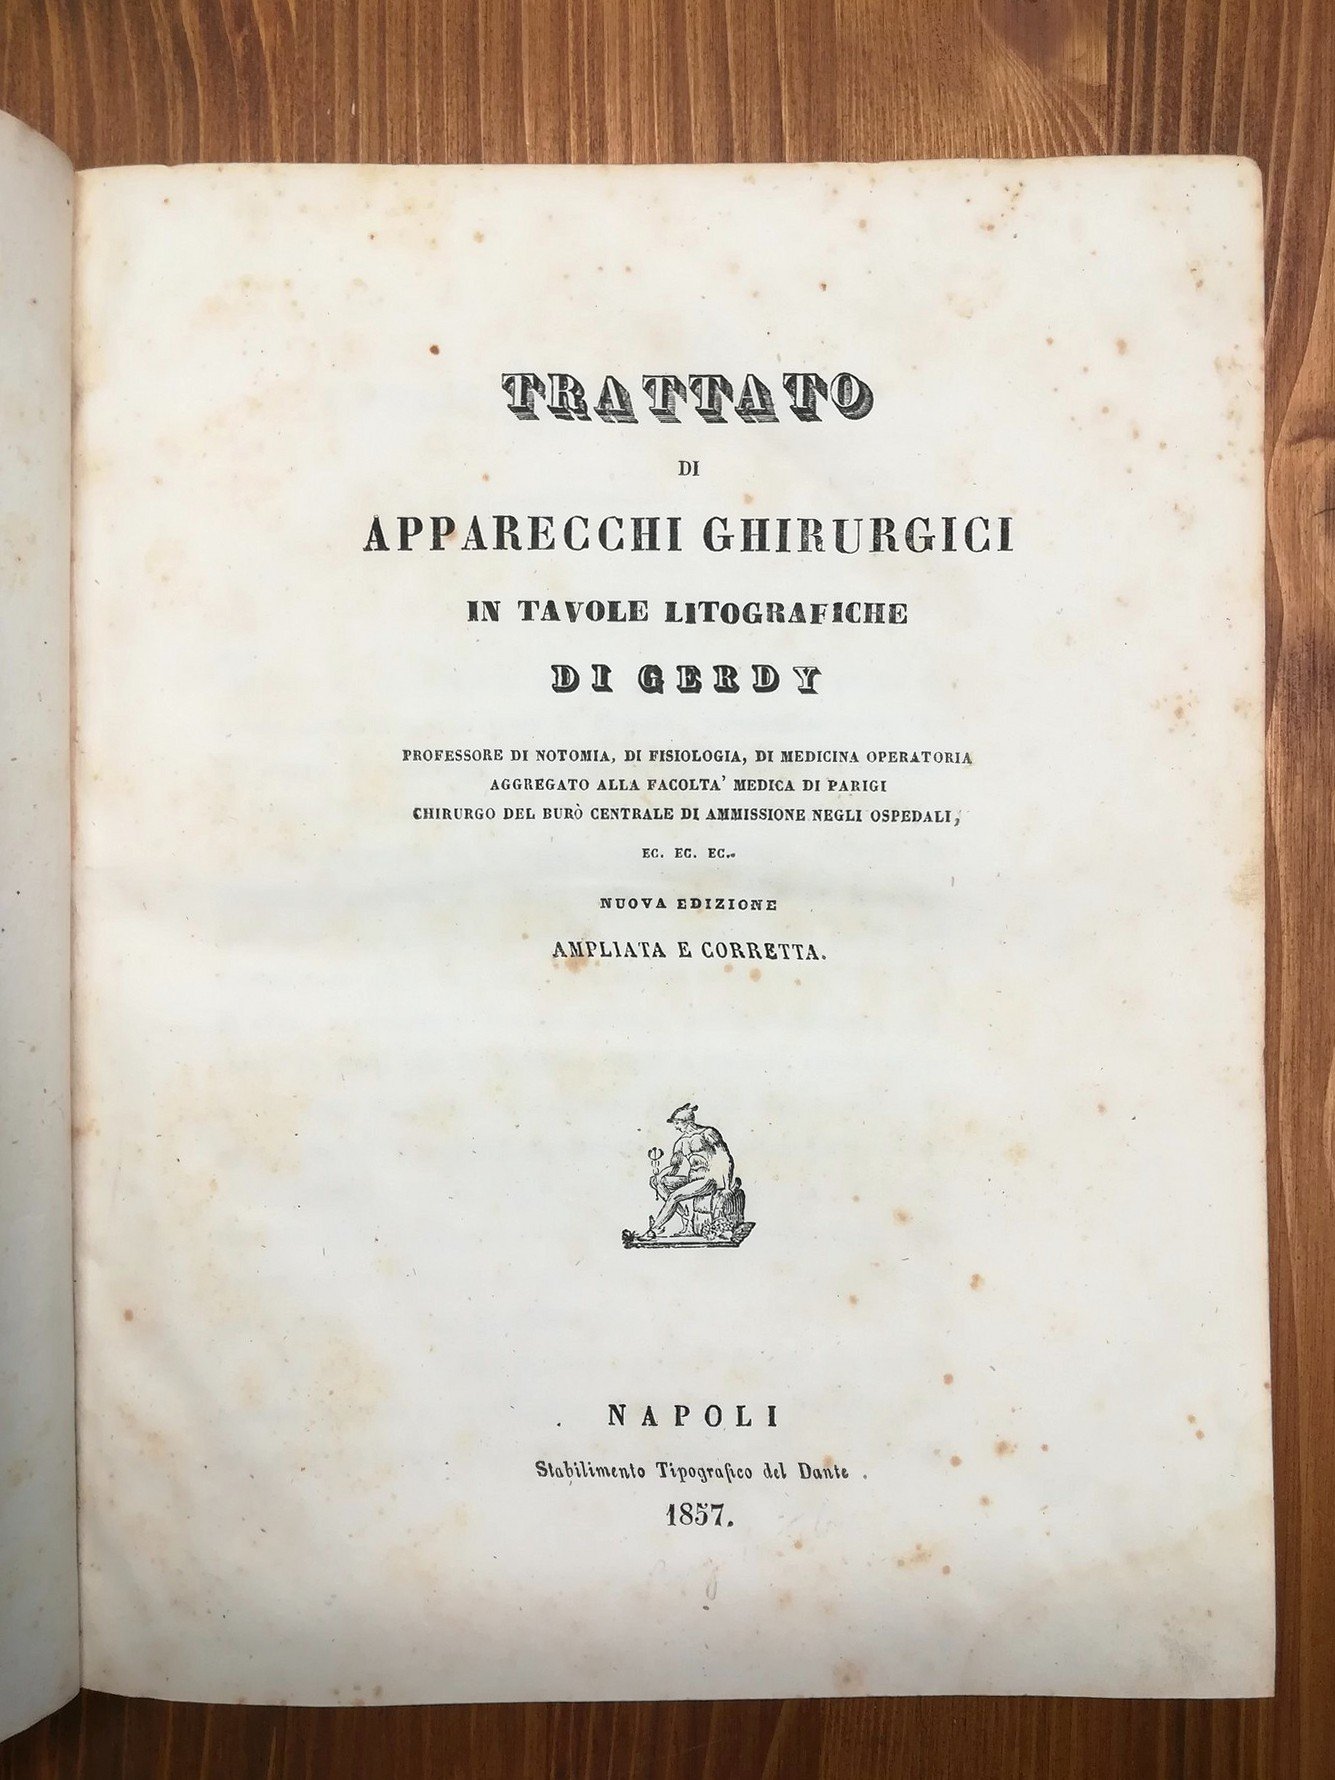 TRATTATO
DI
APPARECCHI GHIRURGICI
IN TAVOLE LITOGRAFICHE
DI GERDY
PROFESSORE DI NOTOMIA, DI FISIOLOGIA, DI MEDICINA OPERATORIA
AGGREGATO ALLA FACOLTA' MEDICA DI PARIGI
CHIRURGO DEL BURÒ CENTRALE DI AMMISSIONE NEGLI OSPEDALI,
EC. EC. EC.
NUOVA EDIZIONE
AMPLIATA E CORRETTA.
NAPOLI
Stabilimento Tipografico del Dante
1857.